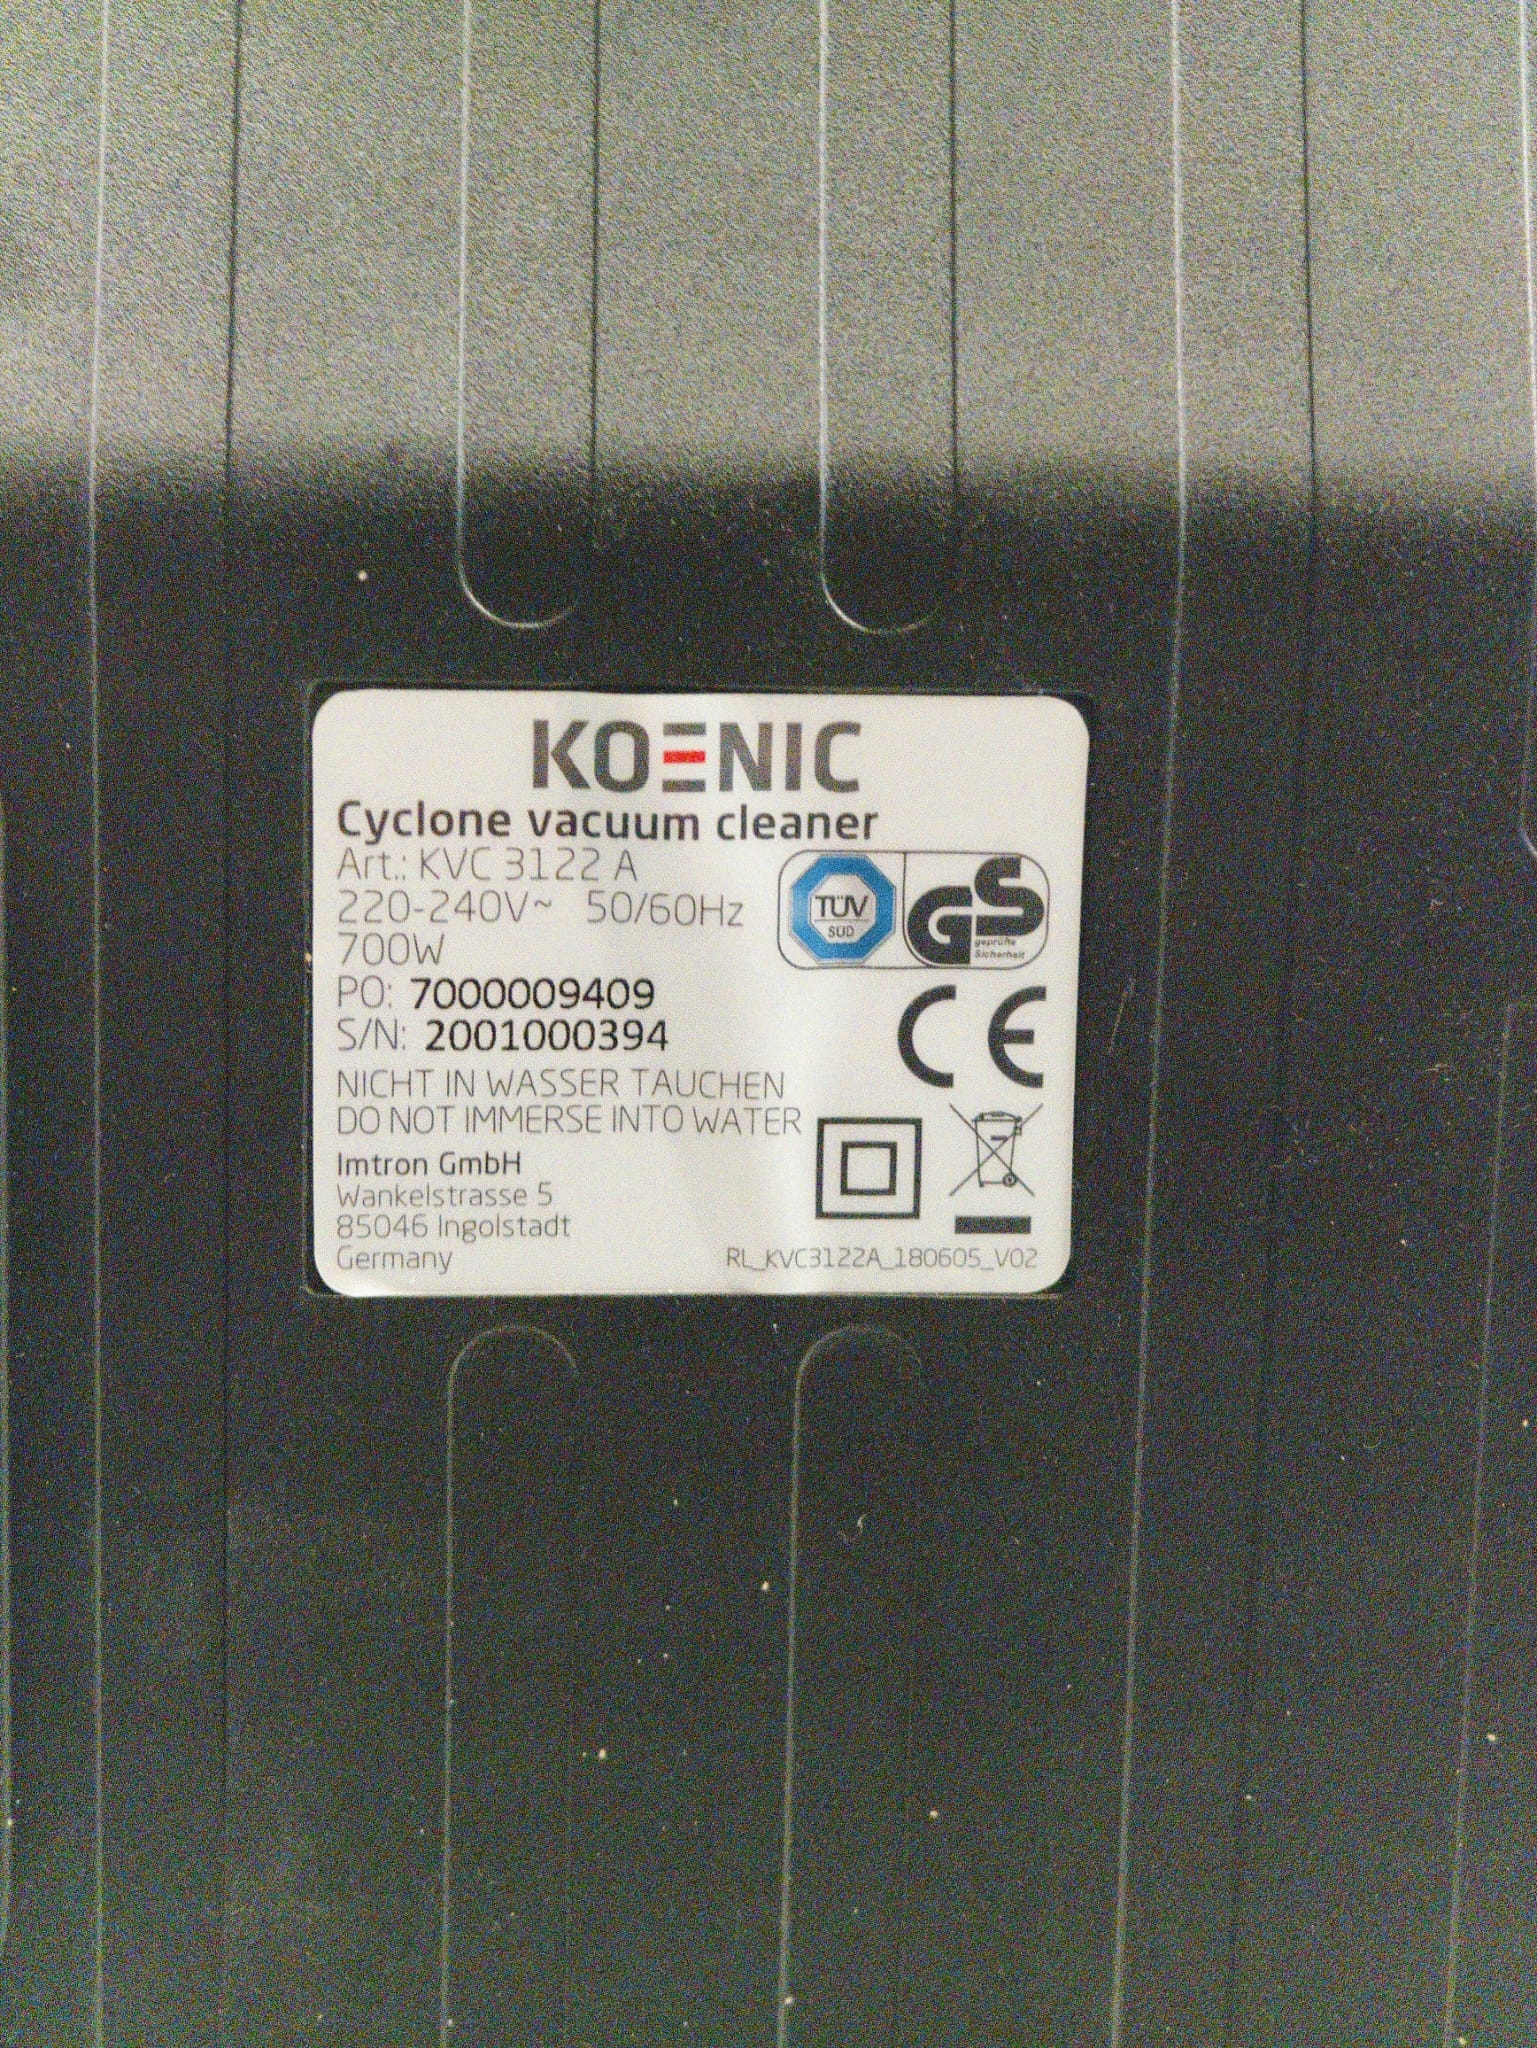 KOENIC
Cyclone vacuum cleaner
Art.: KVC 3122 A
220-240V~ 50/60Hz
700W
PO: 7000009409
S/N: 2001000394
TÜV
SÜD
GS
geprüfte
Sicherheit
CE
NICHT IN WASSER TAUCHEN
DO NOT IMMERSE INTO WATER
Imtron GmbH
Wankelstrasse 5
85046 Ingolstadt
Germany
RL_KVC3122A_180605_V02